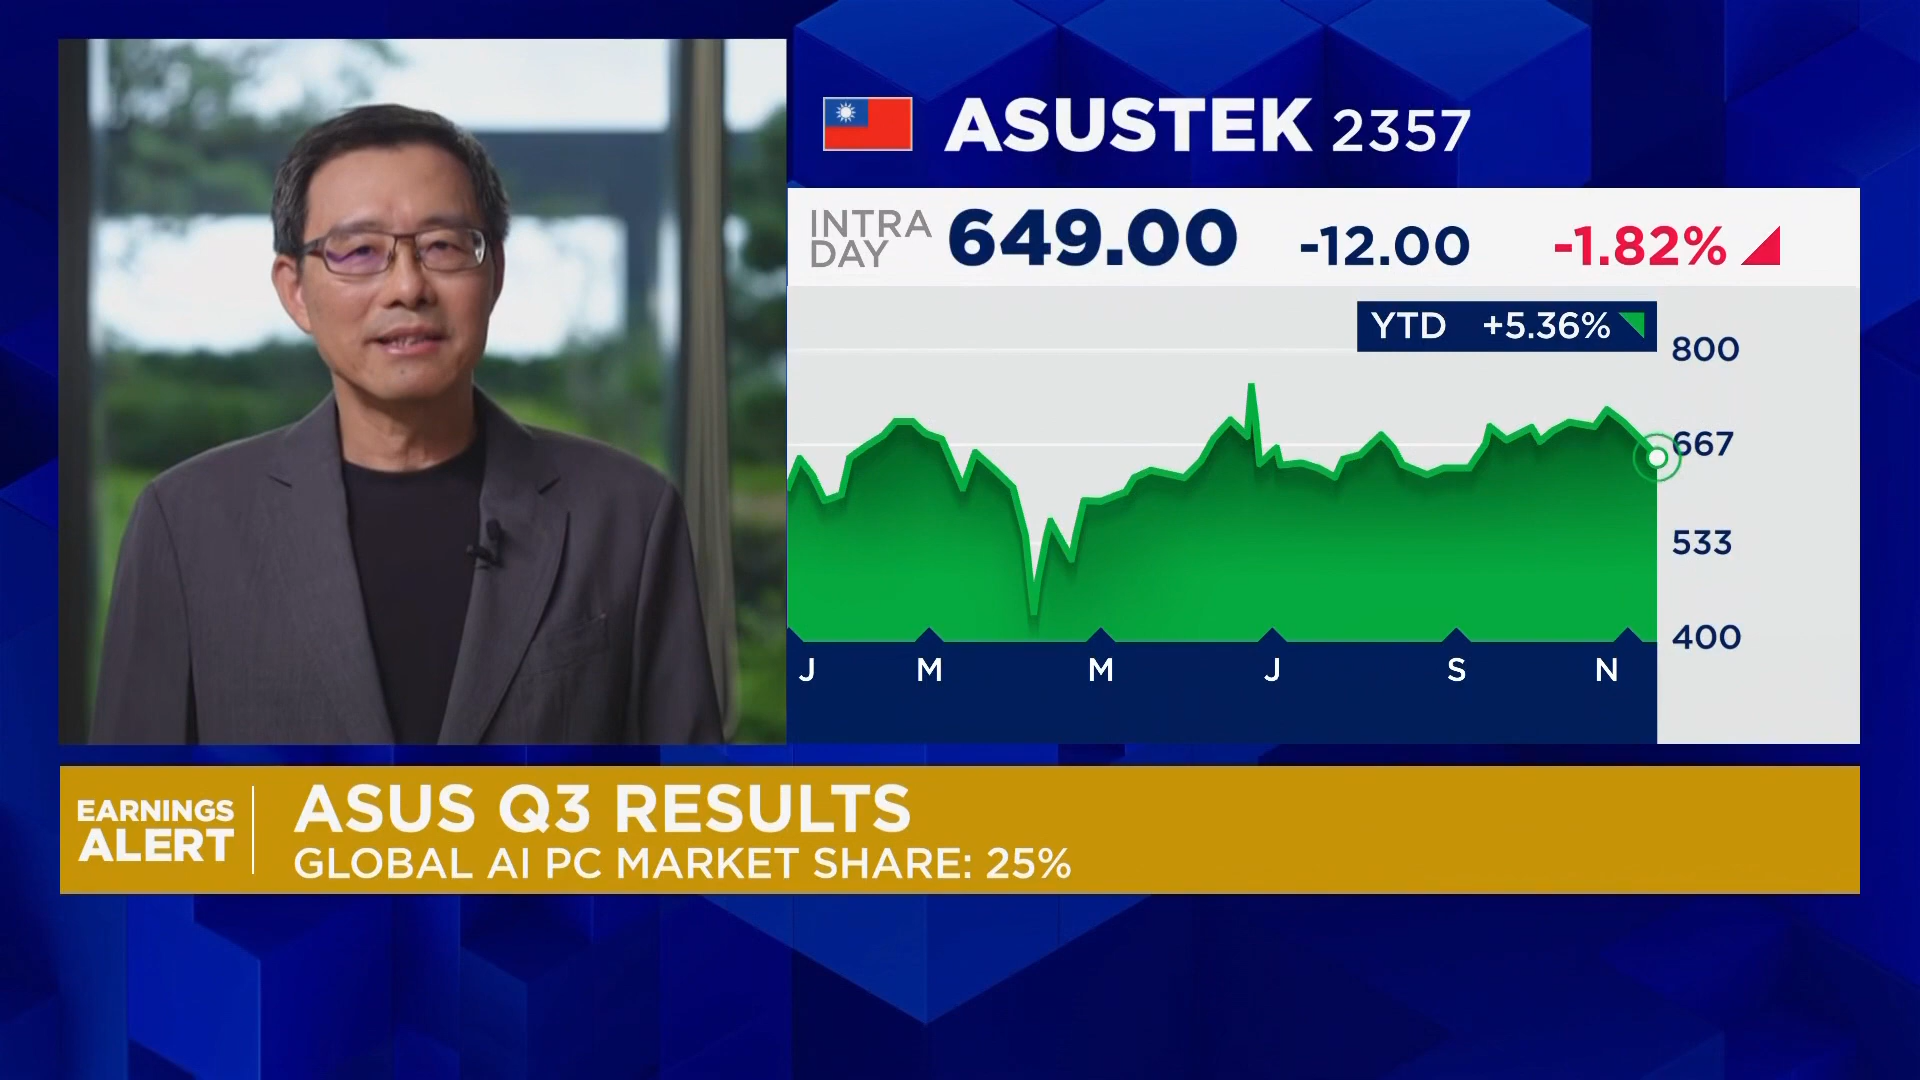 ASUSTEK 2357
INTRA
DAY
649.00 -12.00 -1.82%
YTD +5.36%
800
667
533
400
J M M J S N
EARNINGS
ALERT
ASUS Q3 RESULTS
GLOBAL AI PC MARKET SHARE: 25%